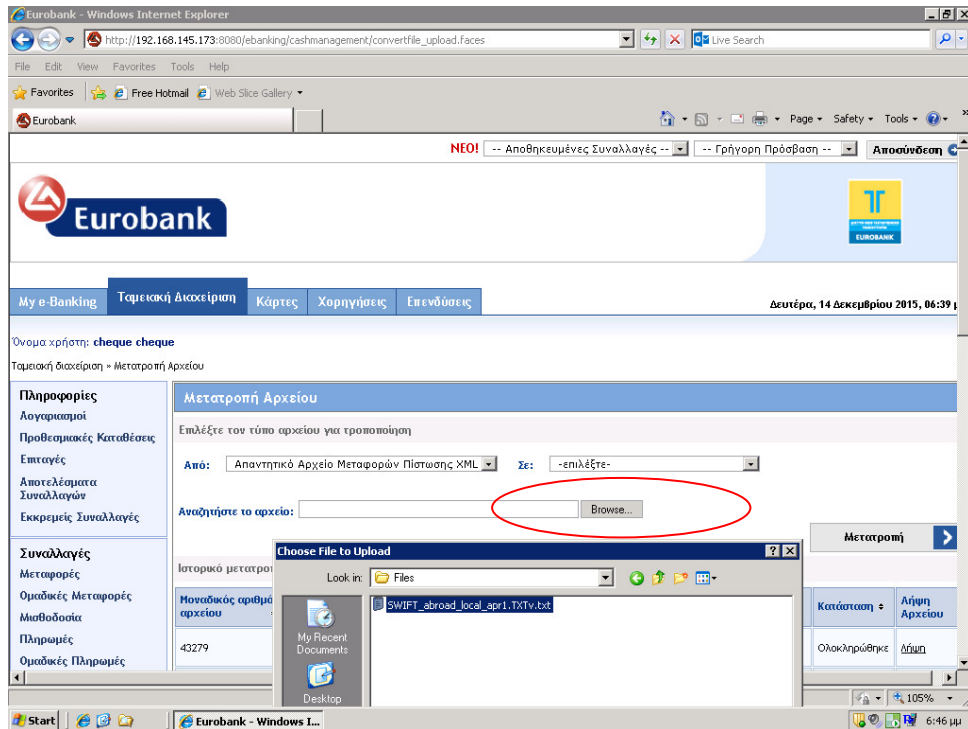 Eurobank - Windows Internet Explorer
http://192.168.145.173:8080/ebanking/cashmanagement/convertfile_upload.faces
Live Search
File Edit View Favorites Tools Help
Favorites Free Hotmail Web Slice Gallery
Eurobank
Page Safety Tools
ΝΕΟ! -- Αποθηκευμένες Συναλλαγές -- -- Γρήγορη Πρόσβαση -- Αποσύνδεση
Eurobank
EUROBANK
My e-Banking Ταμειακή Διαχείριση Κάρτες Χορηγήσεις Επενδύσεις
Δευτέρα, 14 Δεκεμβρίου 2015, 06:39 μ
Όνομα χρήστη: cheque cheque
Ταμειακή διαχείριση » Μετατροπή Αρχείου
Πληροφορίες
Λογαριασμοί
Προθεσμιακές Καταθέσεις
Επιταγές
Αποτελέσματα
Συναλλαγών
Εκκρεμείς Συναλλαγές
Συναλλαγές
Μεταφορές
Ομαδικές Μεταφορές
Μισθοδοσία
Πληρωμές
Ομαδικές Πληρωμές
Μετατροπή Αρχείου
Επιλέξτε τον τύπο αρχείου για τροποποίηση
Από: Απαντητικό Αρχείο Μεταφορών Πίστωσης XML Σε: -επιλέξτε-
Αναζητήστε το αρχείο: Browse...
Μετατροπή
Ιστορικό μετατροπ
Μοναδικός αριθμό
αρχείου
Κατάσταση
Λήψη
Αρχείου
43279
Ολοκληρώθηκε
Λήψη
Choose File to Upload
Look in: Files
SWIFT_abroad_local_apr1.TXTv.txt
My Recent
Documents
Desktop
105%
Start Eurobank - Windows I... 6:46 μμ